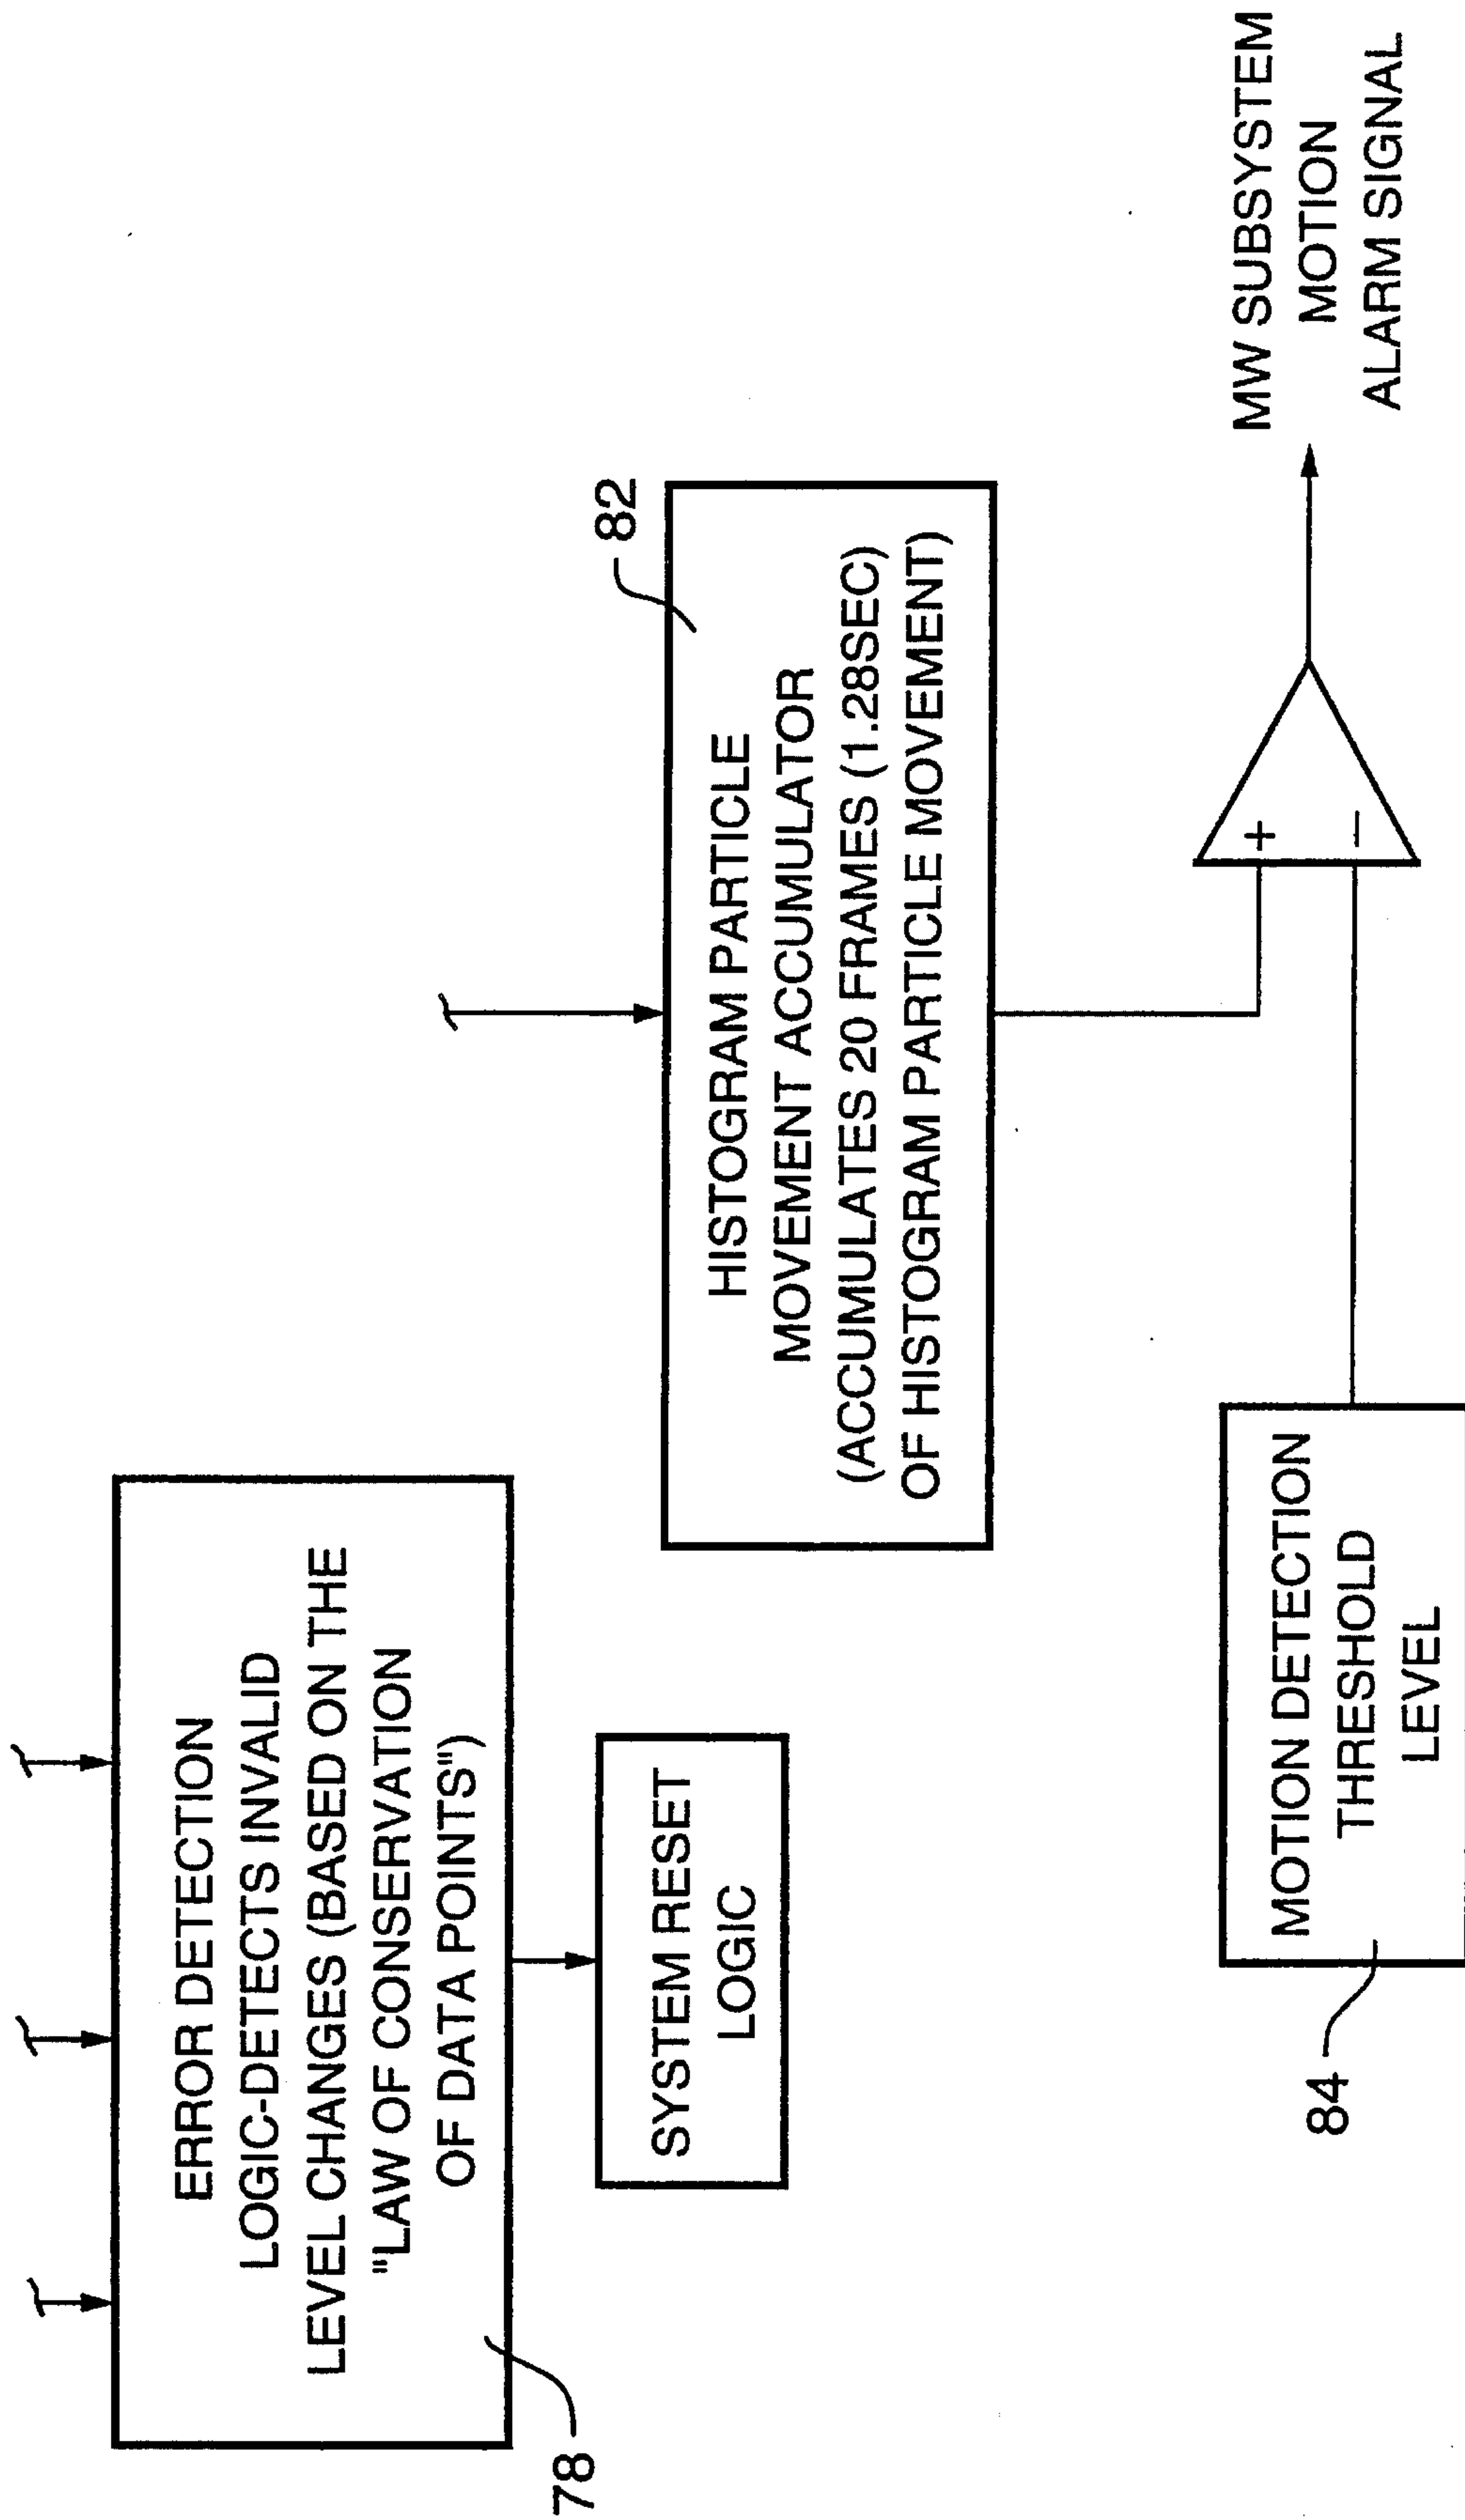 ERROR DETECTION
LOGIC-DETECTS INVALID
LEVEL CHANGES (BASED ON THE
"LAW OF CONSERVATION
OF DATA POINTS")
78
SYSTEM RESET
LOGIC
82
HISTOGRAM PARTICLE
MOVEMENT ACCUMULATOR
(ACCUMULATES 20 FRAMES (1.28SEC)
OF HISTOGRAM PARTICLE MOVEMENT)
MOTION DETECTION
THRESHOLD
LEVEL
84
+
−
MW SUBSYSTEM
MOTION
ALARM SIGNAL